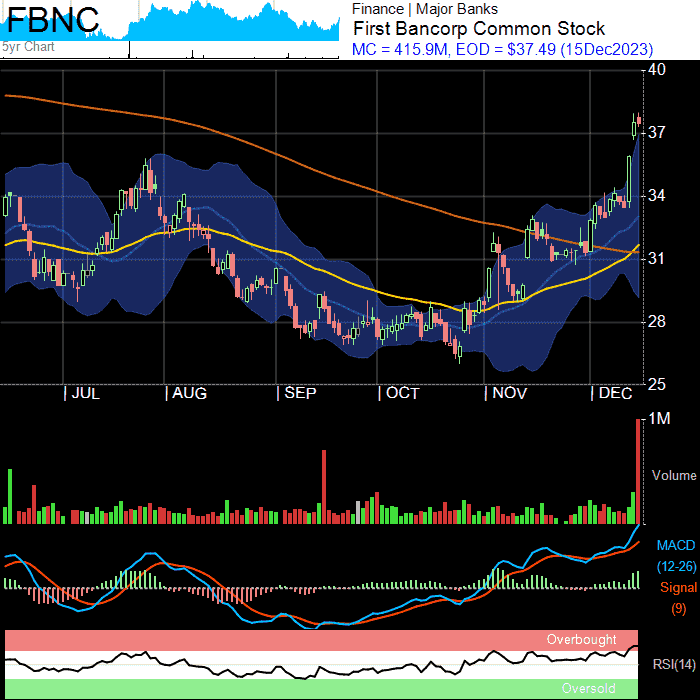 FBNC
5yr Chart
Finance | Major Banks
First Bancorp Common Stock
MC = 415.9M, EOD = $37.49 (15Dec2023)
40
37
34
31
28
25
| JUL | AUG | SEP | OCT | NOV | DEC
1M
Volume
MACD
(12-26)
Signal
(9)
Overbought
RSI(14)
Oversold